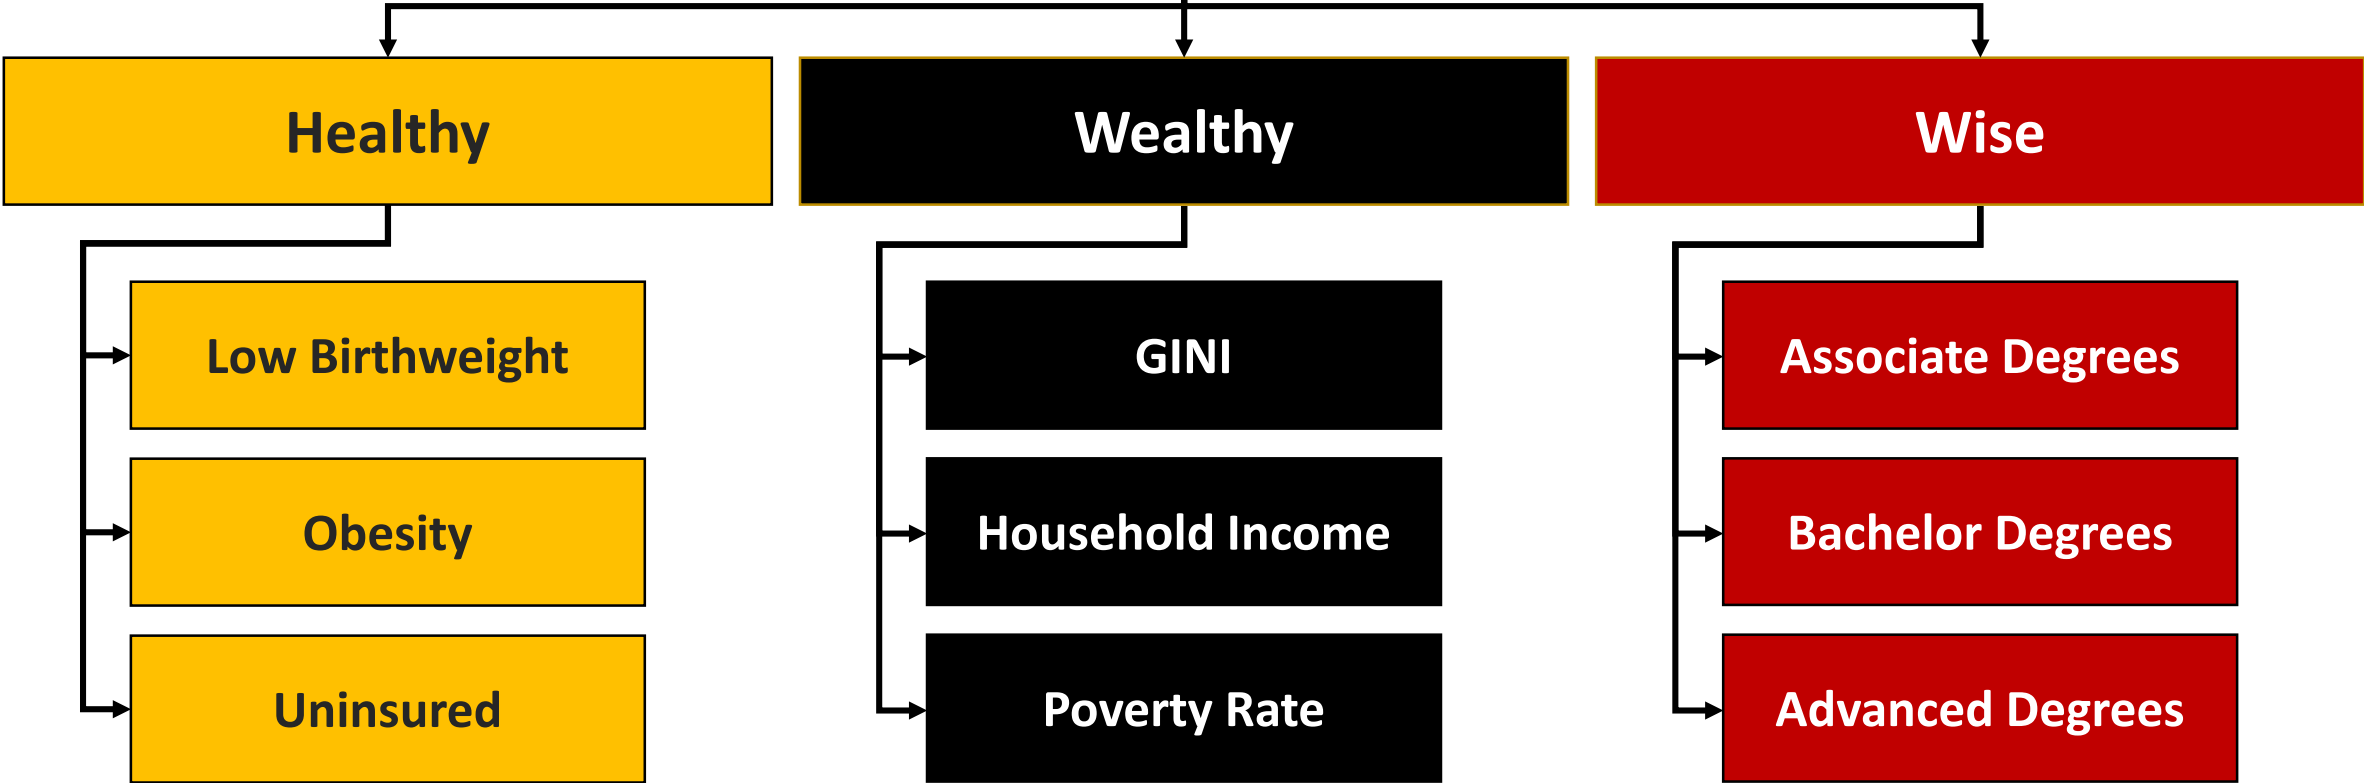 Healthy
Low Birthweight
Obesity
Uninsured
Wealthy
GINI
Household Income
Poverty Rate
Wise
Associate Degrees
Bachelor Degrees
Advanced Degrees